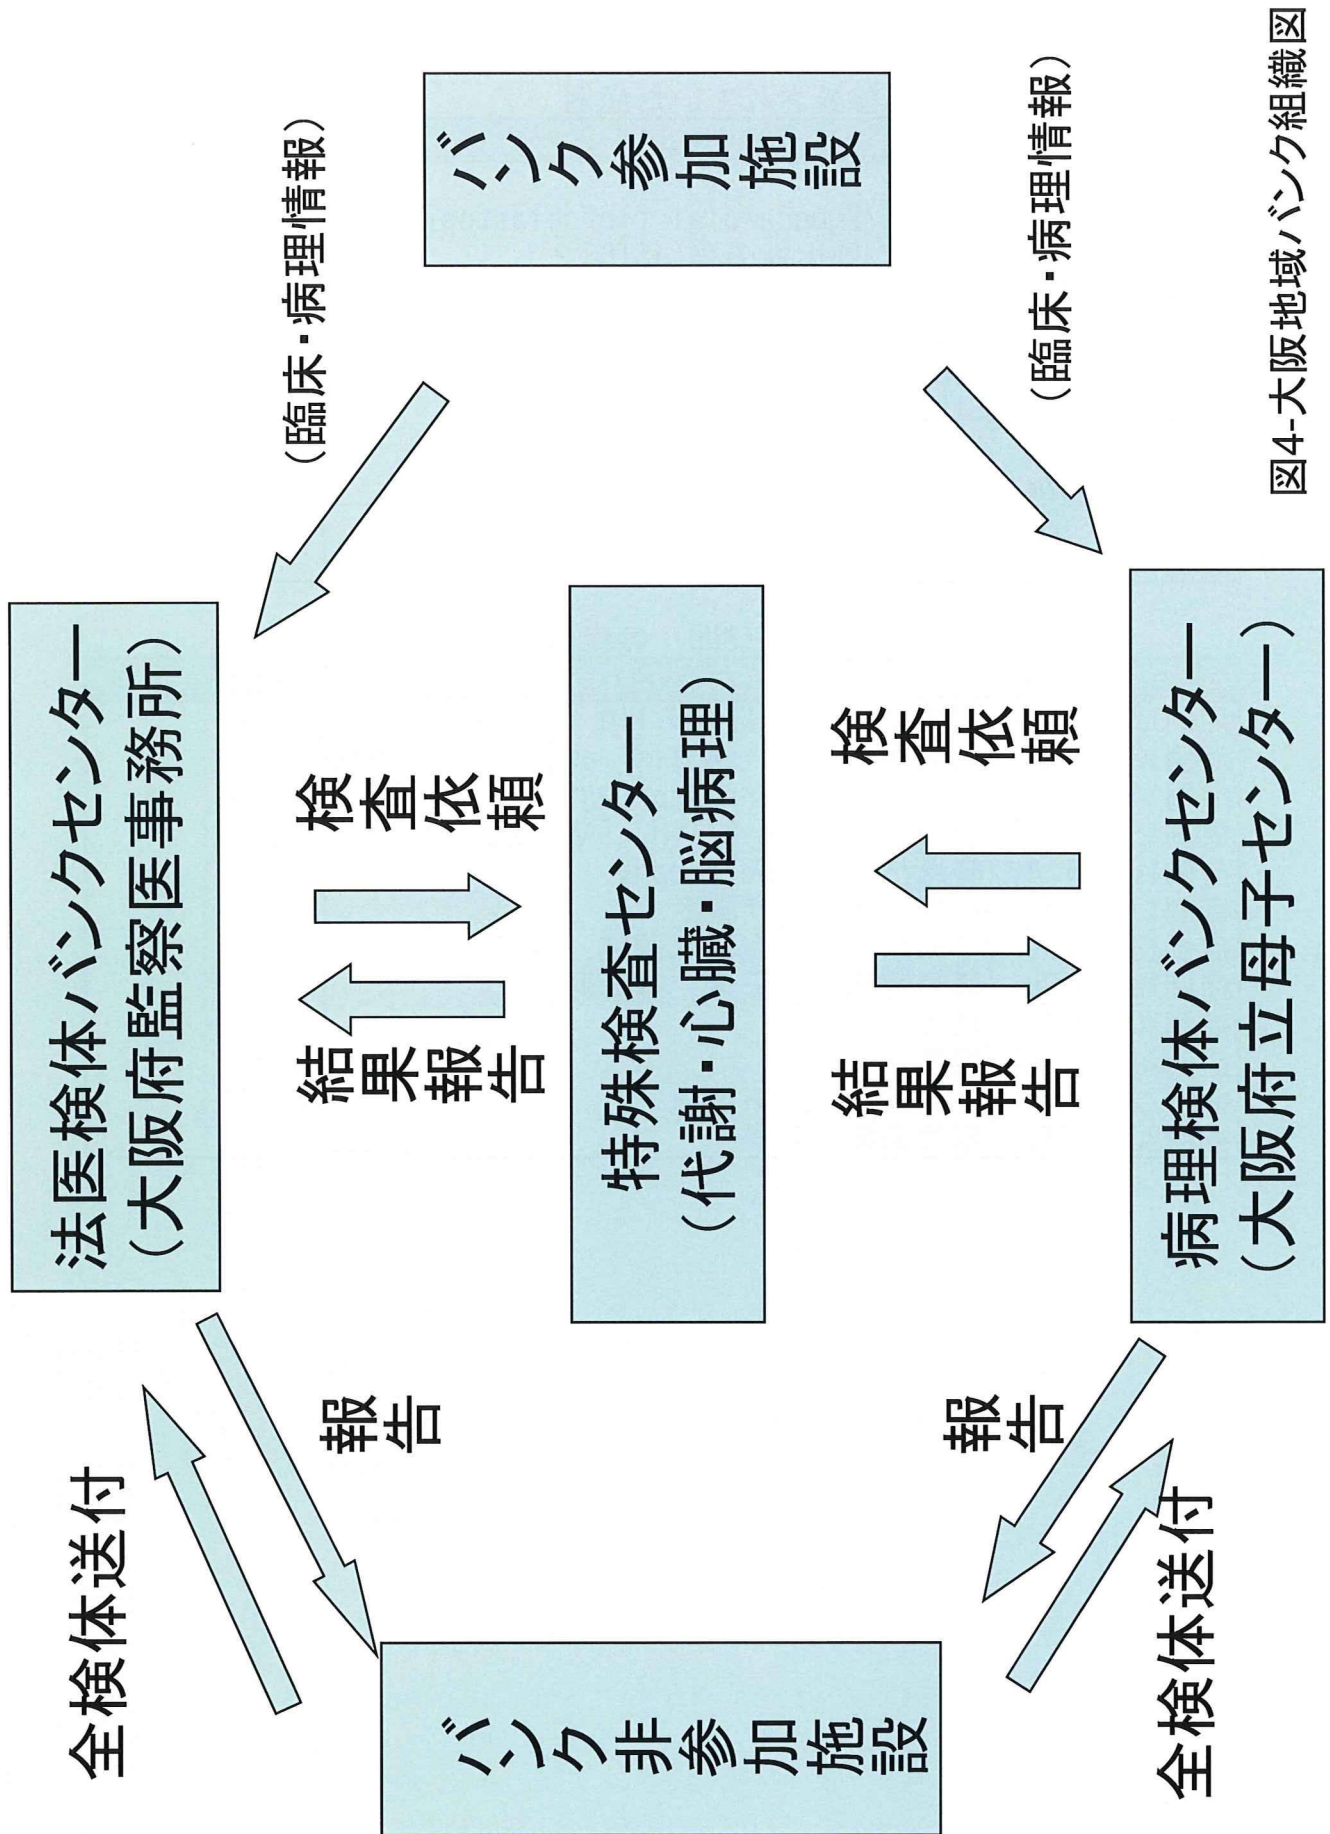 全検体送付
法医検体バンクセンター
(大阪府監察医事務所)
(臨床・病理情報)
報告
結果報告
検査依頼
バンク非参加施設
特殊検査センター
(代謝・心臓・脳病理)
バンク参加施設
報告
結果報告
検査依頼
全検体送付
病理検体バンクセンター
(大阪府立母子センター)
(臨床・病理情報)
図4-大阪地域バンク組織図